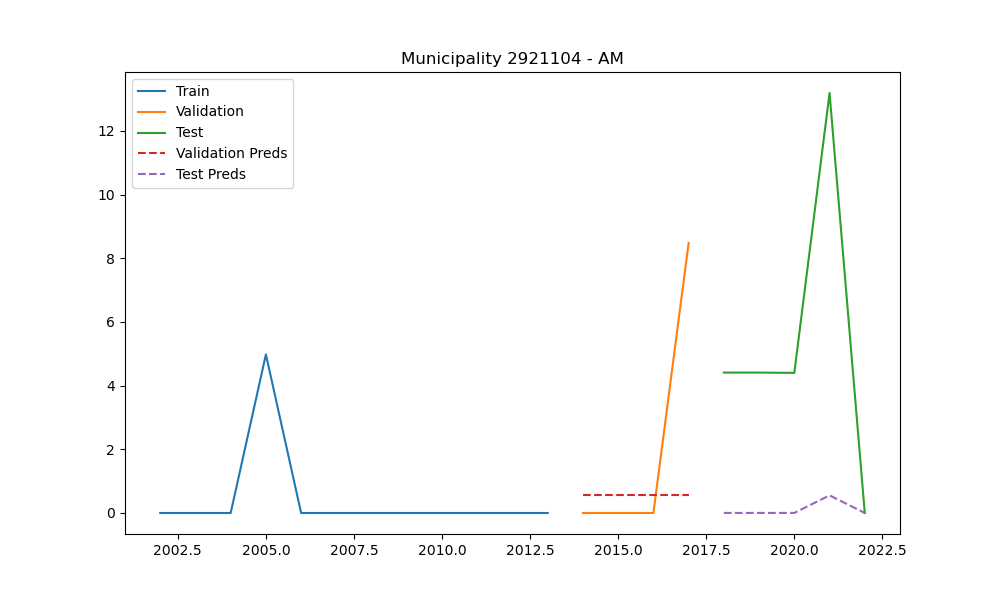 Municipality 2921104 - AM
Train
Validation
Test
Validation Preds
Test Preds
12
10
8
6
4
2
0
2002.5 2005.0 2007.5 2010.0 2012.5 2015.0 2017.5 2020.0 2022.5